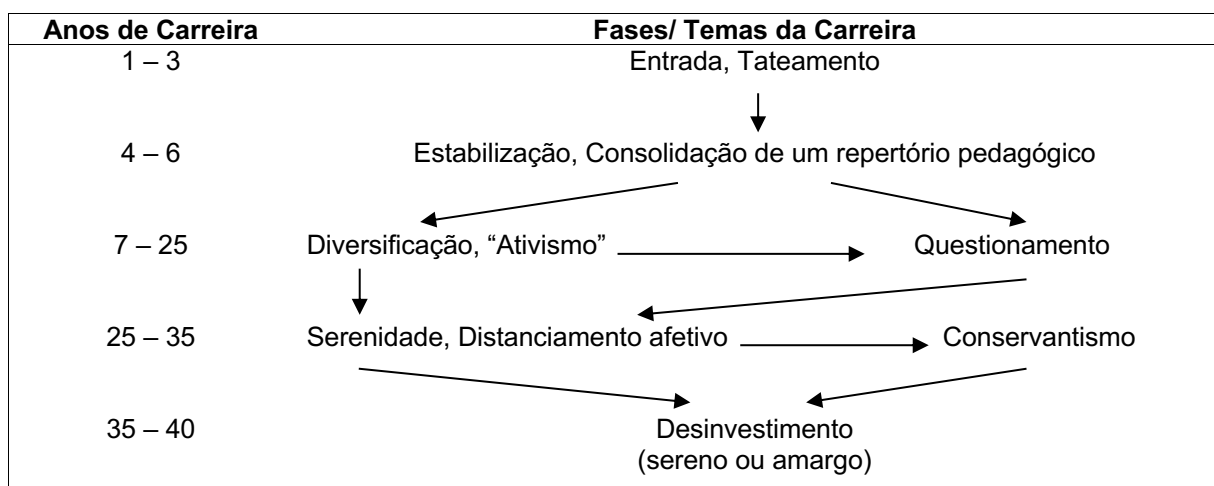 Anos de Carreira Fases/ Temas da Carreira
1 – 3 Entrada, Tateamento
4 – 6 Estabilização, Consolidação de um repertório pedagógico
7 – 25 Diversificação, “Ativismo” Questionamento
25 – 35 Serenidade, Distanciamento afetivo Conservantismo
35 – 40 Desinvestimento
(sereno ou amargo)